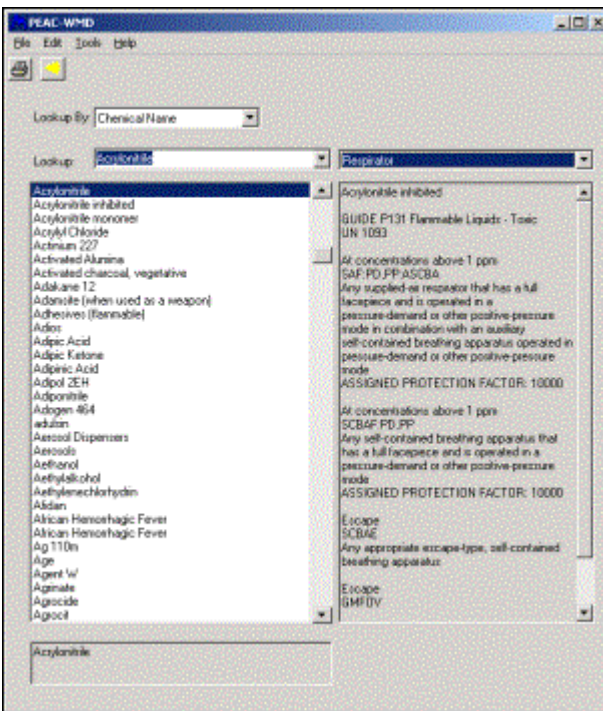 PEAC-WMD
File Edit Tools Help
Lookup By: Chemical Name
Lookup: Acrylonitrile
Respirator
Acrylonitrile
Acrylonitrile inhibited
Acrylonitrile monomer
Acrylyl Chloride
Actinium 227
Activated Alumina
Activated charcoal, vegetative
Adakane 12
Adamsite (when used as a weapon)
Adhesives (flammable)
Adios
Adipic Acid
Adipic Ketone
Adipinic Acid
Adipol 2EH
Adiponitrile
Adogen 464
adulsin
Aerosol Dispensers
Aerosols
Aethanol
Aethylalkohol
Aethylenechlorhydrin
Afidan
African Hemorrhagic Fever
African Hemorrhagic Fever
Ag 110m
Age
Agent W
Agrinate
Agrocide
Agrocit
Acrylonitrile inhibited
GUIDE P131 Flammable Liquids - Toxic
UN 1093
At concentrations above 1 ppm
SAF:PD,PP:ASCBA
Any supplied-air respirator that has a full
facepiece and is operated in a
pressure-demand or other positive-pressure
mode in combination with an auxiliary
self-contained breathing apparatus operated in
pressure-demand or other positive-pressure
mode
ASSIGNED PROTECTION FACTOR: 10000
At concentrations above 1 ppm
SCBAF:PD,PP
Any self-contained breathing apparatus that
has a full facepiece and is operated in a
pressure-demand or other positive-pressure
mode
ASSIGNED PROTECTION FACTOR: 10000
Escape
SCBAE
Any appropriate escape-type, self-contained
breathing apparatus
Escape
GMFOV
Acrylonitrile